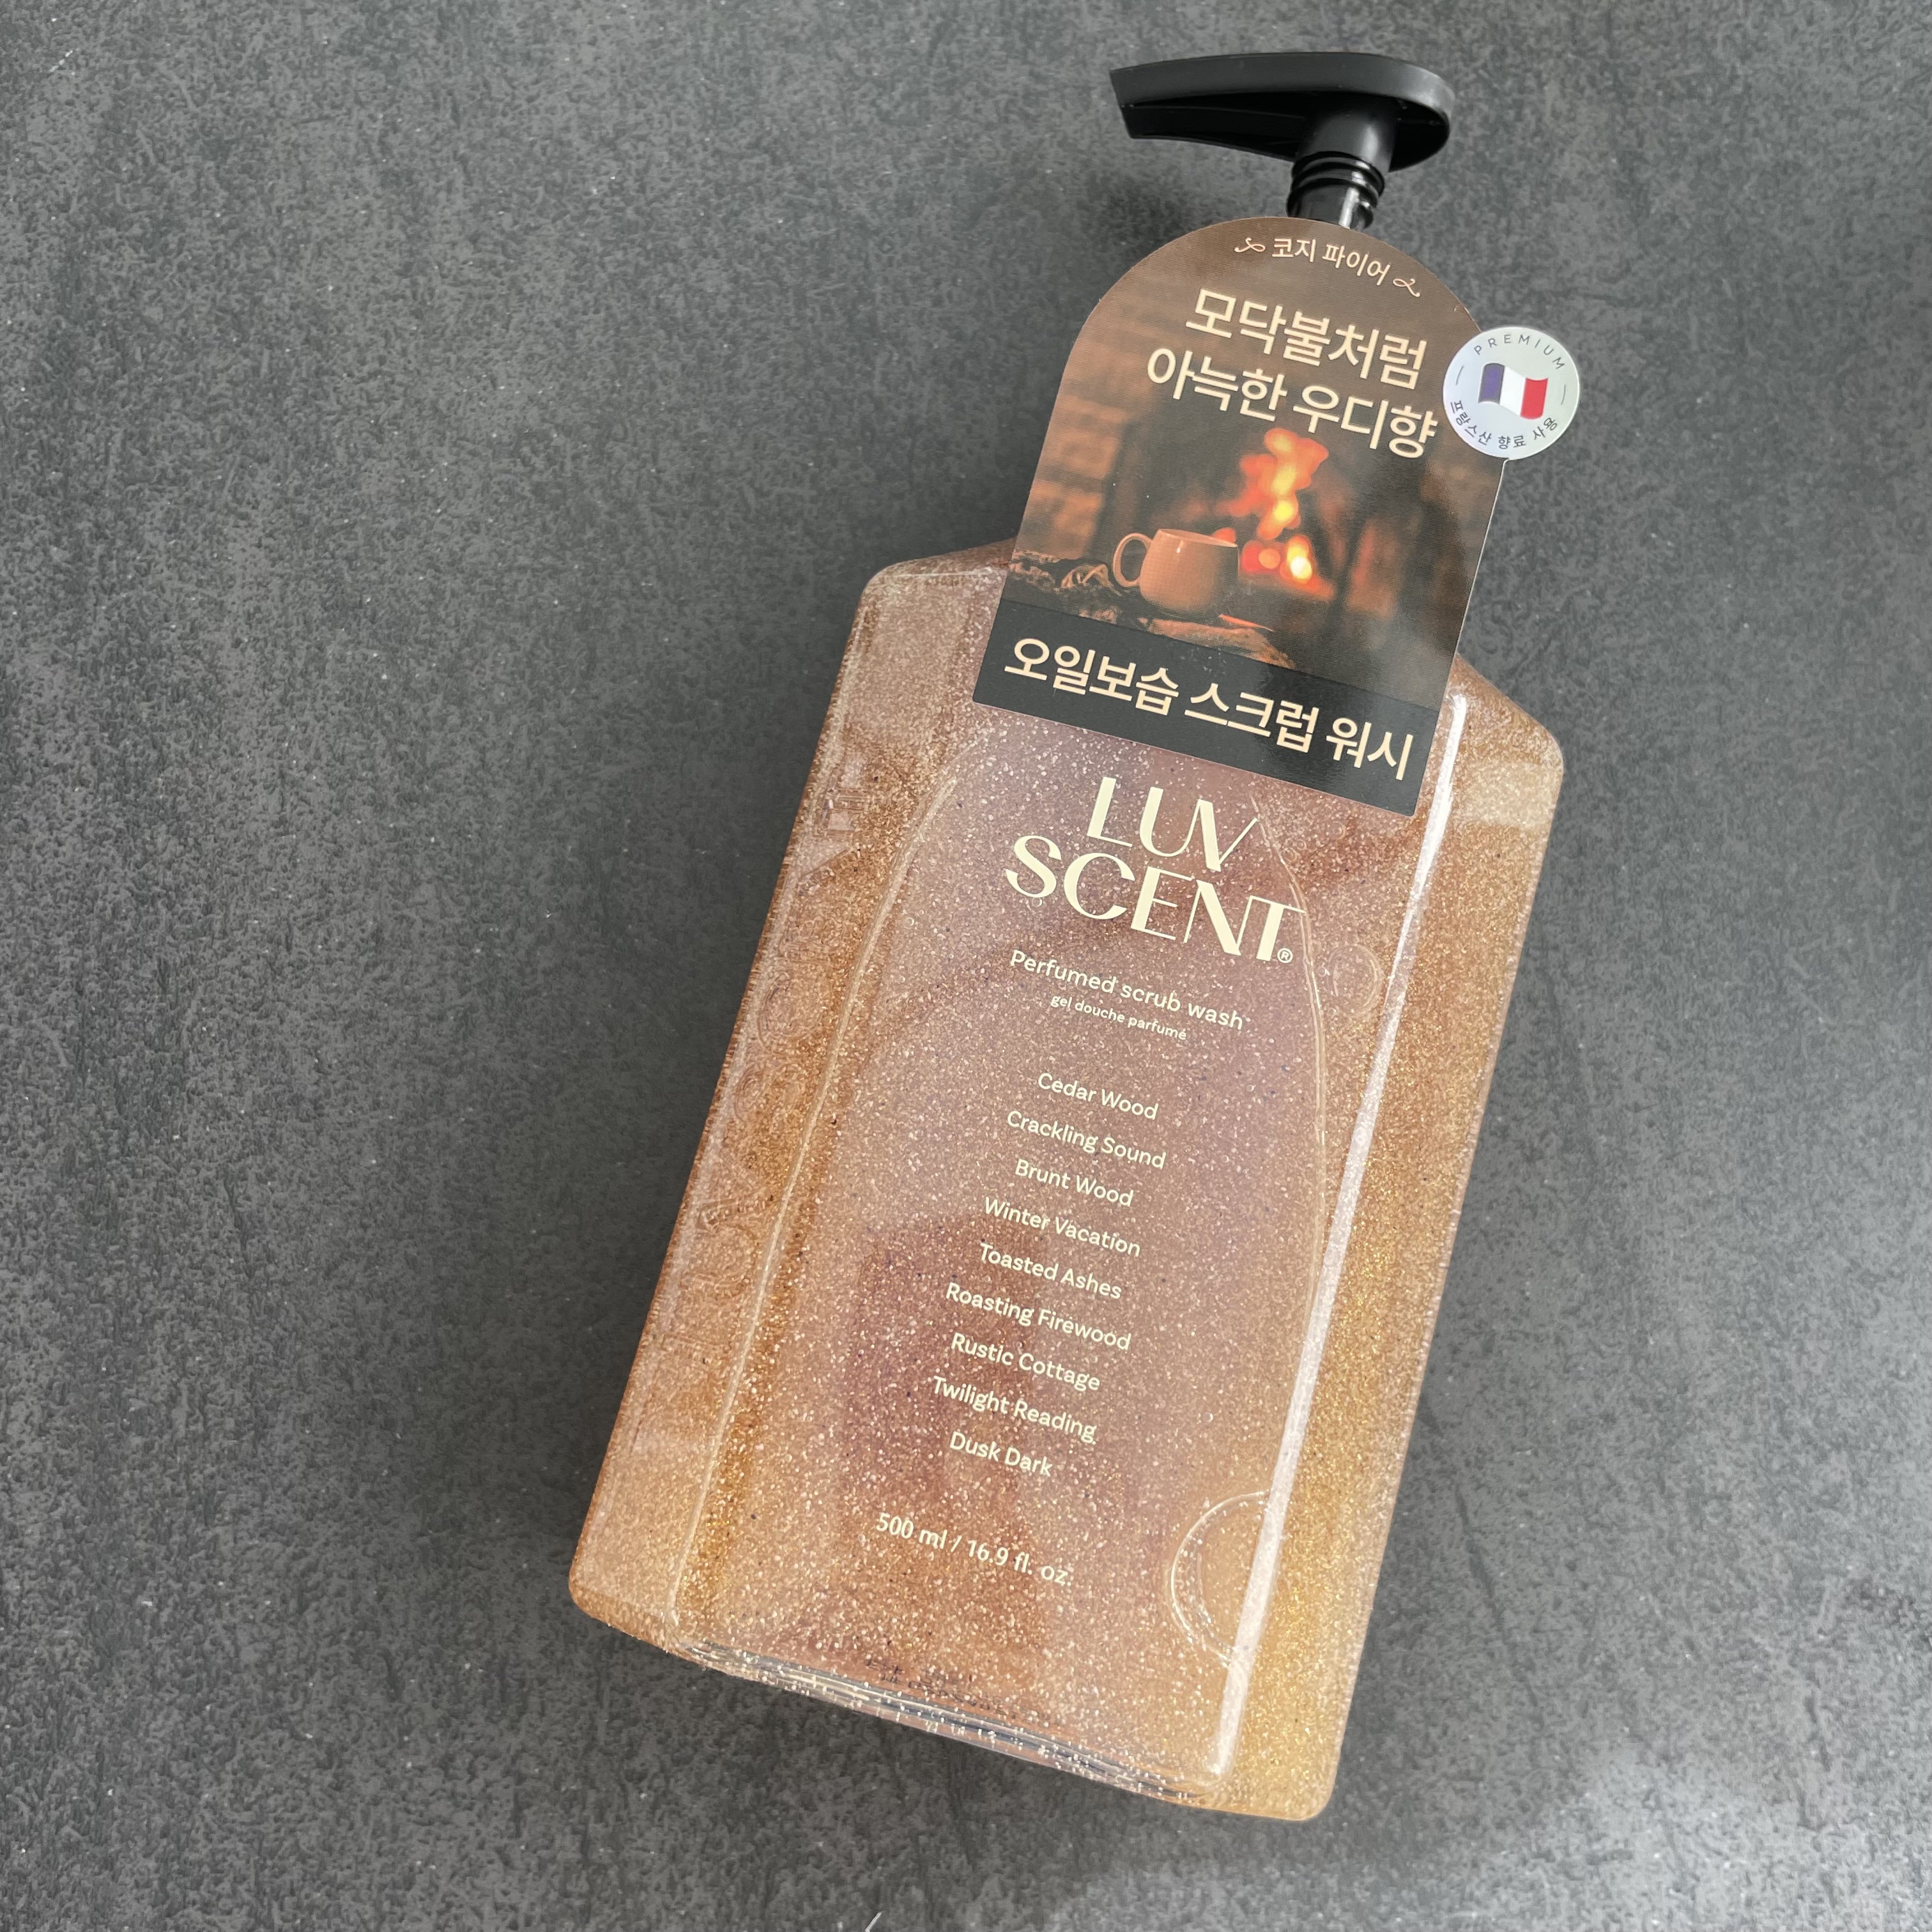 코지 파이어
모닥불처럼
아늑한 우디향
PREMIUM
프랑스산 향료 사용
오일보습 스크럽 워시
LUV
SCENT®
Perfumed scrub wash
gel douche parfumé
Cedar Wood
Crackling Sound
Brunt Wood
Winter Vacation
Toasted Ashes
Roasting Firewood
Rustic Cottage
Twilight Reading
Dusk Dark
500 ml / 16.9 fl. oz.